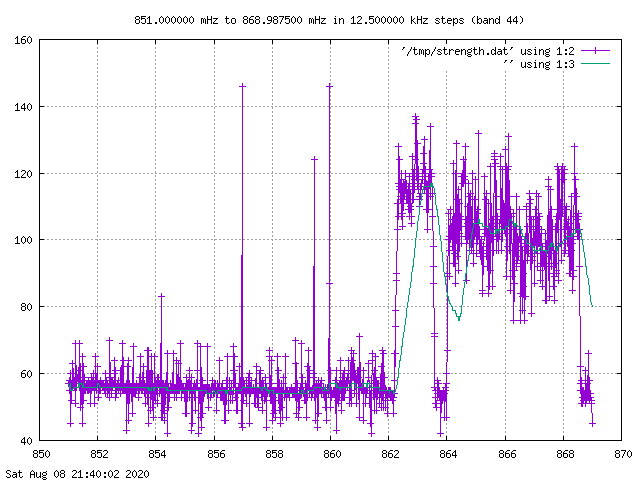 851.000000 mHz to 868.987500 mHz in 12.500000 kHz steps (band 44)
160
140
120
100
80
60
40
'/tmp/strength.dat' using 1:2
'' using 1:3
850 852 854 856 858 860 862 864 866 868 870
Sat Aug 08 21:40:02 2020